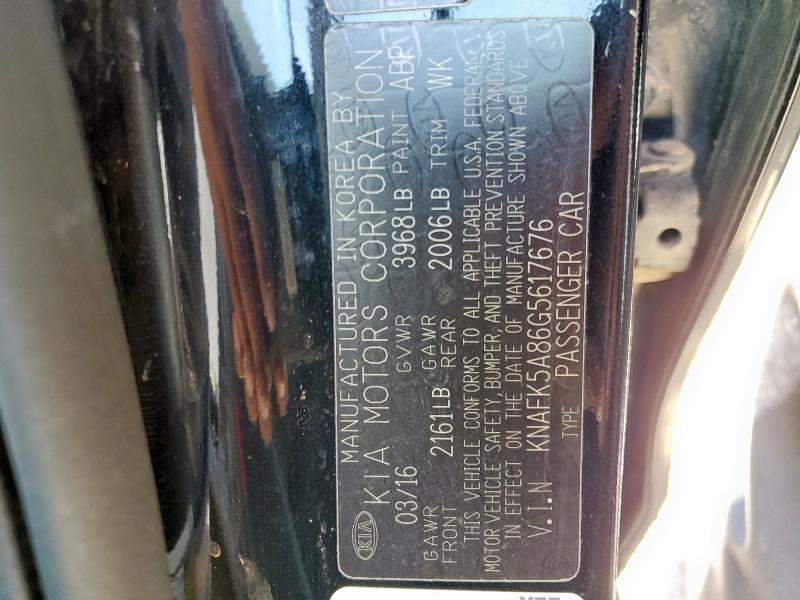 MANUFACTURED IN KOREA BY
KIA KIA MOTORS CORPORATION
03/16 GVWR 3968LB PAINT ABP
GAWR FRONT 2161LB GAWR REAR 2006LB TRIM WK
THIS VEHICLE CONFORMS TO ALL APPLICABLE U.S.A. FEDERAL
MOTOR VEHICLE SAFETY, BUMPER, AND THEFT PREVENTION STANDARDS
IN EFFECT ON THE DATE OF MANUFACTURE SHOWN ABOVE
V.I.N KNAFK5A86G5617676
TYPE PASSENGER CAR